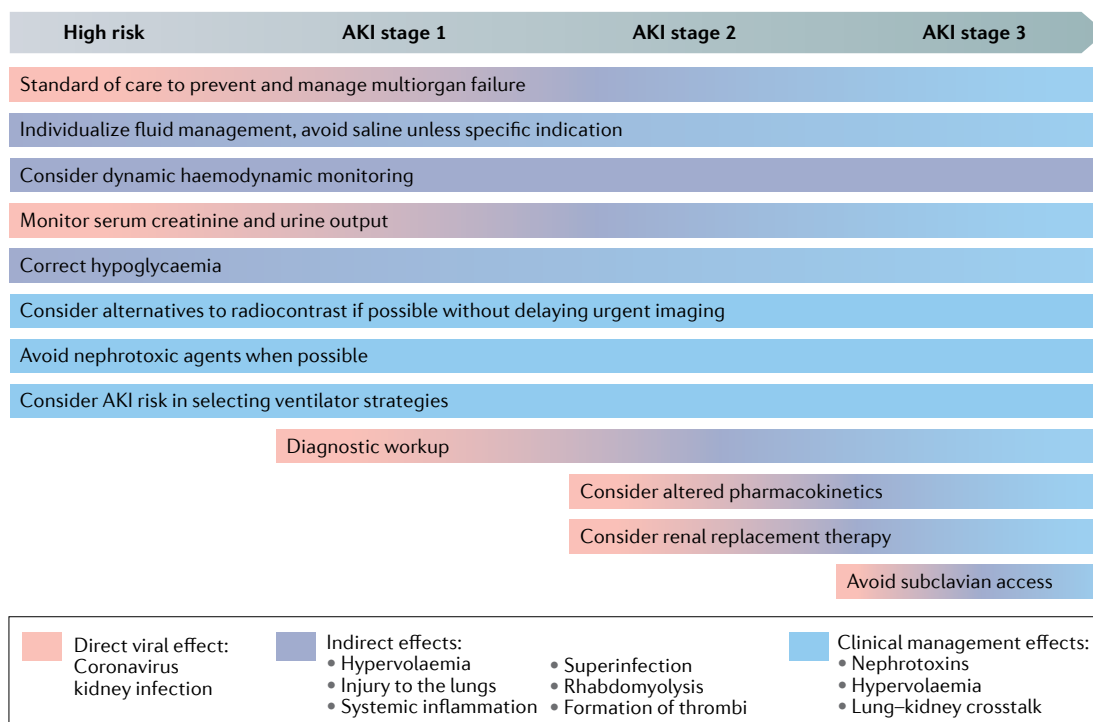 High risk AKI stage 1 AKI stage 2 AKI stage 3
Standard of care to prevent and manage multiorgan failure
Individualize fluid management, avoid saline unless specific indication
Consider dynamic haemodynamic monitoring
Monitor serum creatinine and urine output
Correct hypoglycaemia
Consider alternatives to radiocontrast if possible without delaying urgent imaging
Avoid nephrotoxic agents when possible
Consider AKI risk in selecting ventilator strategies
Diagnostic workup
Consider altered pharmacokinetics
Consider renal replacement therapy
Avoid subclavian access
Direct viral effect:
Coronavirus
kidney infection
Indirect effects:
• Hypervolaemia
• Injury to the lungs
• Systemic inflammation
• Superinfection
• Rhabdomyolysis
• Formation of thrombi
Clinical management effects:
• Nephrotoxins
• Hypervolaemia
• Lung–kidney crosstalk